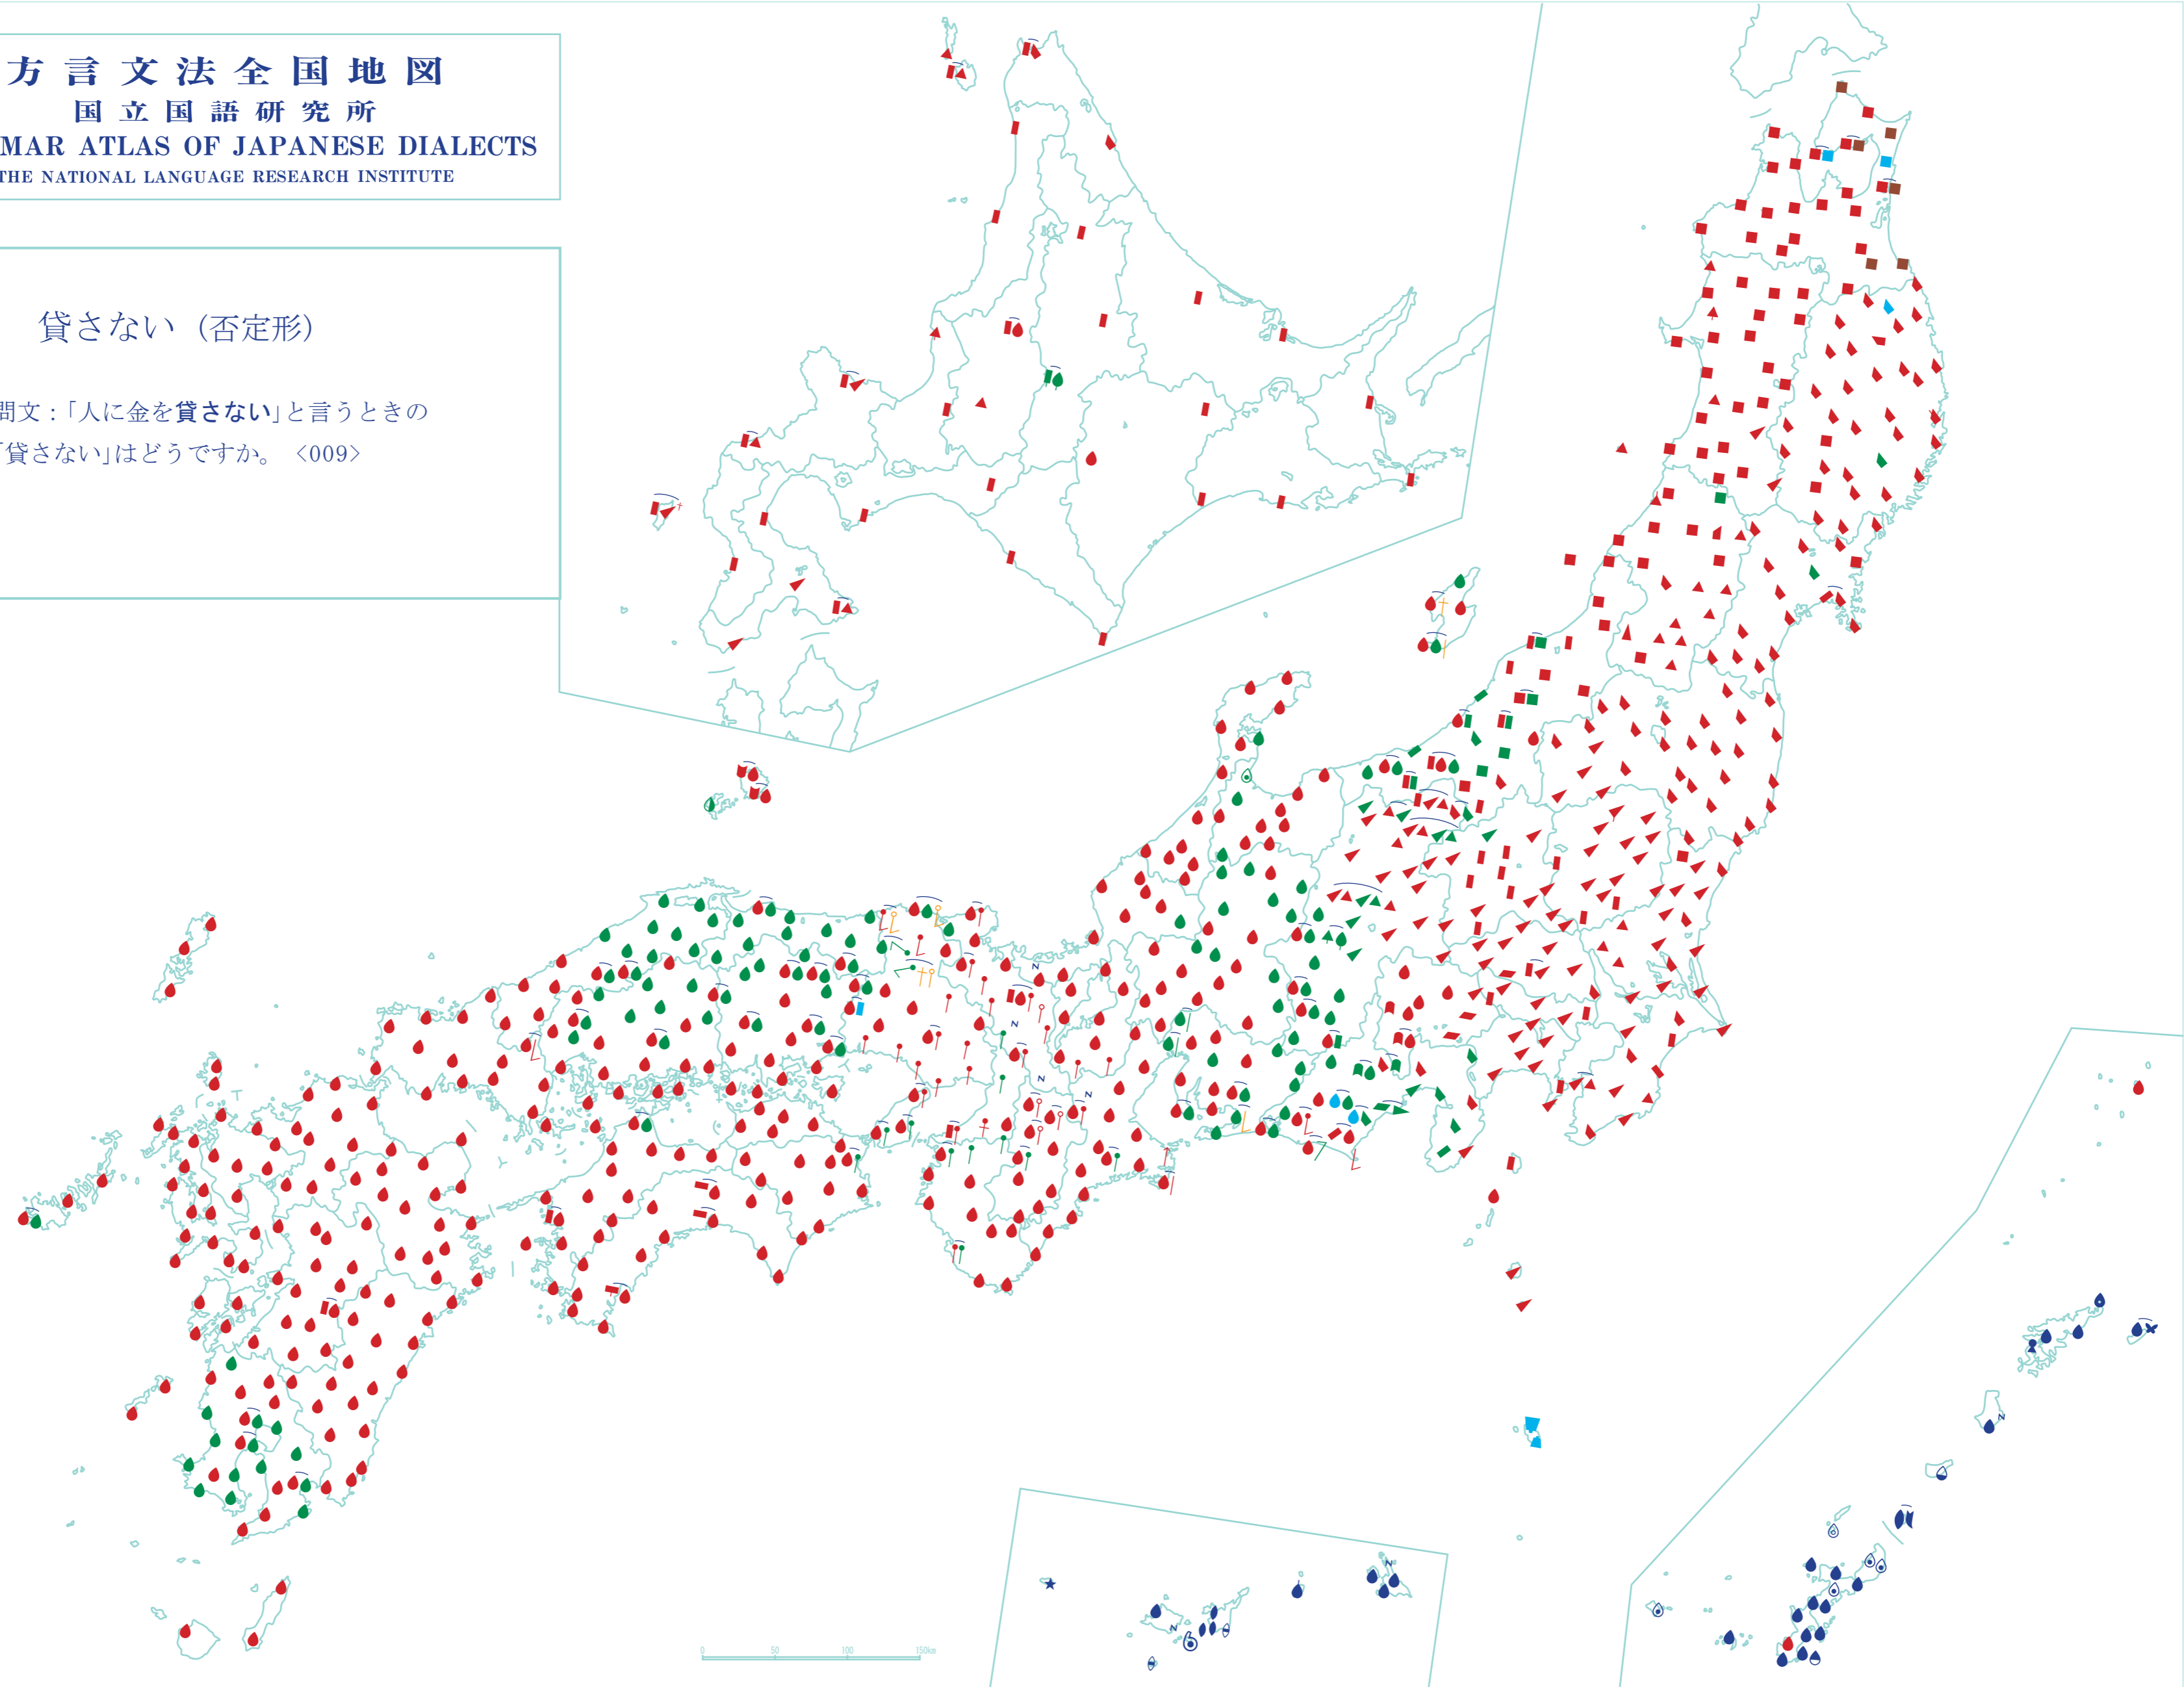 方言文法全国地図
国立国語研究所
MAR ATLAS OF JAPANESE DIALECTS
THE NATIONAL LANGUAGE RESEARCH INSTITUTE
貸さない（否定形）
問文：「人に金を貸さない」と言うときの
「貸さない」はどうですか。 <009>
0 50 100 150km